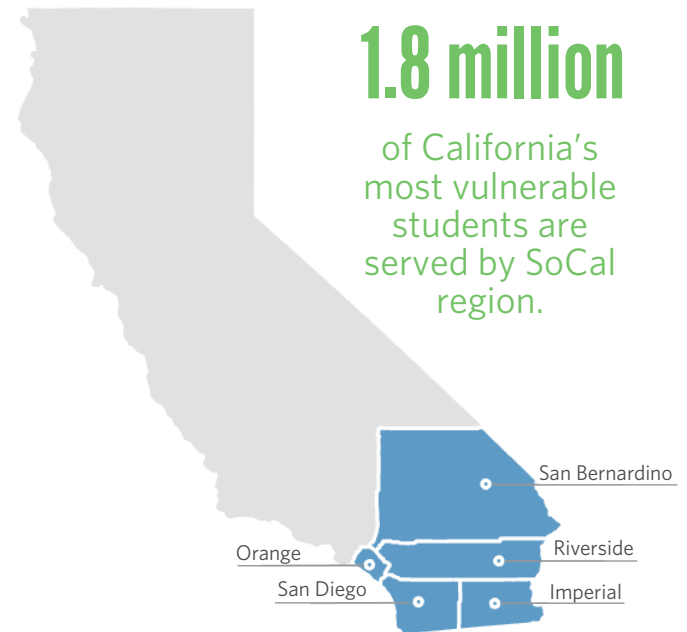 1.8 million
of California's
most vulnerable
students are
served by SoCal
region.
San Bernardino
Riverside
Orange
San Diego
Imperial